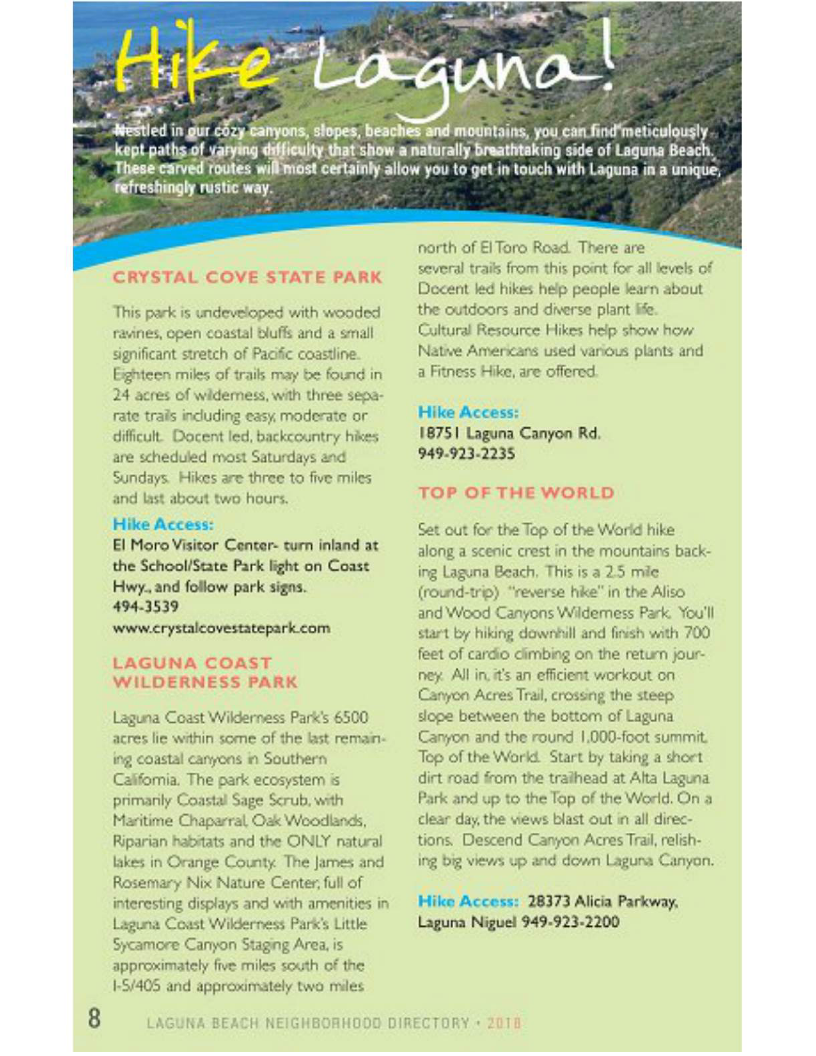 Hike Laguna!
Nestled in our cozy canyons, slopes, beaches and mountains, you can find meticulously
kept paths of varying difficulty that show a naturally breathtaking side of Laguna Beach.
These carved routes will most certainly allow you to get in touch with Laguna in a unique,
refreshingly rustic way.
CRYSTAL COVE STATE PARK
This park is undeveloped with wooded
ravines, open coastal bluffs and a small
significant stretch of Pacific coastline.
Eighteen miles of trails may be found in
24 acres of wilderness, with three sepa-
rate trails including easy, moderate or
difficult. Docent led, backcountry hikes
are scheduled most Saturdays and
Sundays. Hikes are three to five miles
and last about two hours.
Hike Access:
El Moro Visitor Center- turn inland at
the School/State Park light on Coast
Hwy., and follow park signs.
494-3539
www.crystalcovestatepark.com
LAGUNA COAST
WILDERNESS PARK
Laguna Coast Wilderness Park's 6500
acres lie within some of the last remain-
ing coastal canyons in Southern
California. The park ecosystem is
primarily Coastal Sage Scrub, with
Maritime Chaparral, Oak Woodlands,
Riparian habitats and the ONLY natural
lakes in Orange County. The James and
Rosemary Nix Nature Center, full of
interesting displays and with amenities in
Laguna Coast Wilderness Park's Little
Sycamore Canyon Staging Area, is
approximately five miles south of the
I-5/405 and approximately two miles
north of El Toro Road. There are
several trails from this point for all levels of
Docent led hikes help people learn about
the outdoors and diverse plant life.
Cultural Resource Hikes help show how
Native Americans used various plants and
a Fitness Hike, are offered.
Hike Access:
18751 Laguna Canyon Rd.
949-923-2235
TOP OF THE WORLD
Set out for the Top of the World hike
along a scenic crest in the mountains back-
ing Laguna Beach. This is a 2.5 mile
(round-trip) "reverse hike" in the Aliso
and Wood Canyons Wilderness Park. You'll
start by hiking downhill and finish with 700
feet of cardio climbing on the return jour-
ney. All in, it's an efficient workout on
Canyon Acres Trail, crossing the steep
slope between the bottom of Laguna
Canyon and the round 1,000-foot summit,
Top of the World. Start by taking a short
dirt road from the trailhead at Alta Laguna
Park and up to the Top of the World. On a
clear day, the views blast out in all direc-
tions. Descend Canyon Acres Trail, relish-
ing big views up and down Laguna Canyon.
Hike Access: 28373 Alicia Parkway,
Laguna Niguel 949-923-2200
8 LAGUNA BEACH NEIGHBORHOOD DIRECTORY • 2018